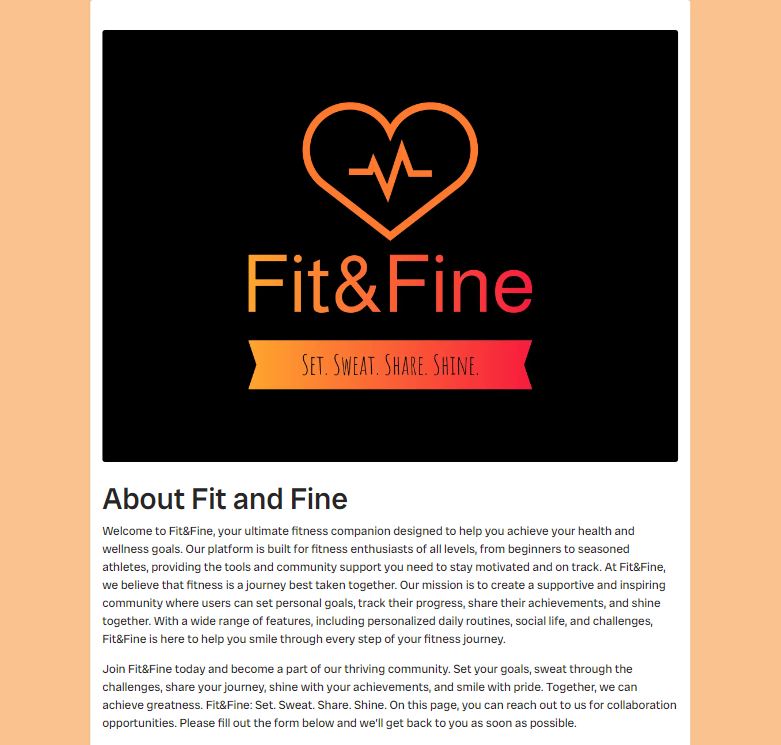 Fit&Fine
Set. Sweat. Share. Shine.
About Fit and Fine
Welcome to Fit&Fine, your ultimate fitness companion designed to help you achieve your health and
wellness goals. Our platform is built for fitness enthusiasts of all levels, from beginners to seasoned
athletes, providing the tools and community support you need to stay motivated and on track. At Fit&Fine,
we believe that fitness is a journey best taken together. Our mission is to create a supportive and inspiring
community where users can set personal goals, track their progress, share their achievements, and shine
together. With a wide range of features, including personalized daily routines, social life, and challenges,
Fit&Fine is here to help you smile through every step of your fitness journey.
Join Fit&Fine today and become a part of our thriving community. Set your goals, sweat through the
challenges, share your journey, shine with your achievements, and smile with pride. Together, we can
achieve greatness. Fit&Fine: Set. Sweat. Share. Shine. On this page, you can reach out to us for collaboration
opportunities. Please fill out the form below and we'll get back to you as soon as possible.